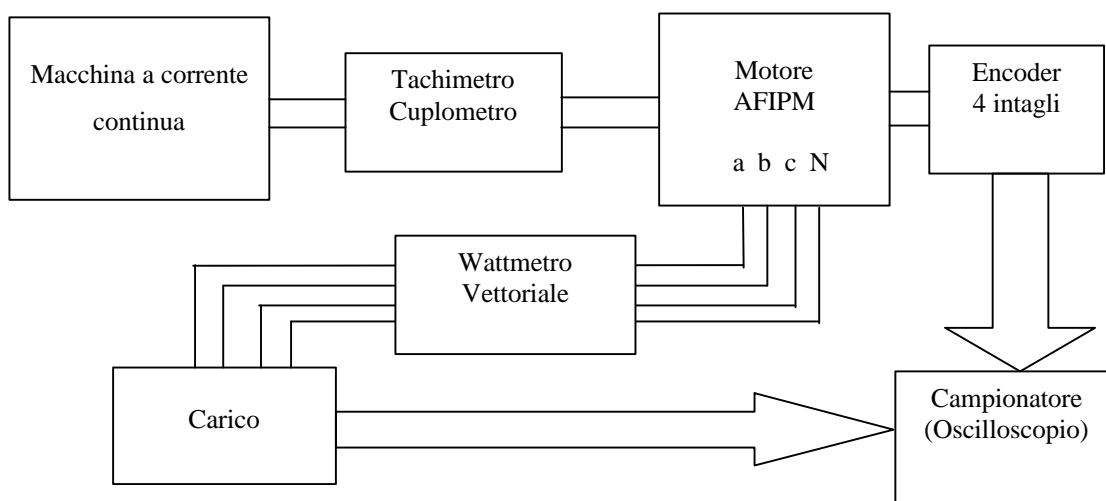 Macchina a corrente
continua
Tachimetro
Cuplometro
Motore
AFIPM
a b c N
Encoder
4 intagli
Wattmetro
Vettoriale
Carico
Campionatore
(Oscilloscopio)